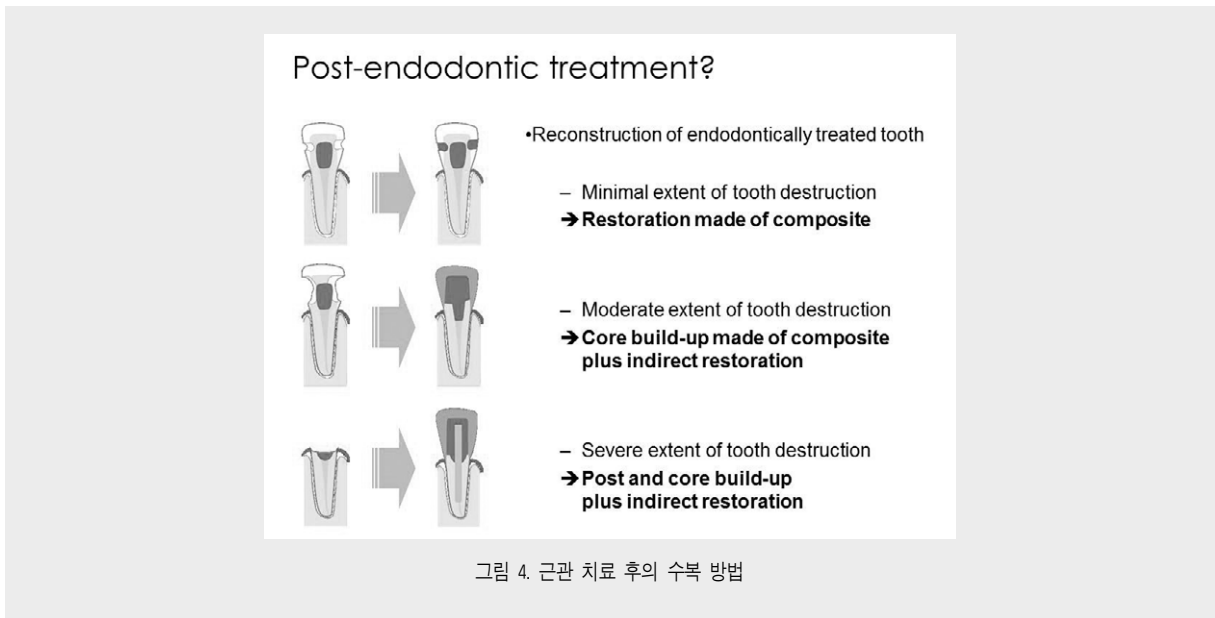 Post-endodontic treatment?
•Reconstruction of endodontically treated tooth
– Minimal extent of tooth destruction
➔Restoration made of composite
– Moderate extent of tooth destruction
➔Core build-up made of composite
plus indirect restoration
– Severe extent of tooth destruction
➔Post and core build-up
plus indirect restoration
그림 4. 근관 치료 후의 수복 방법